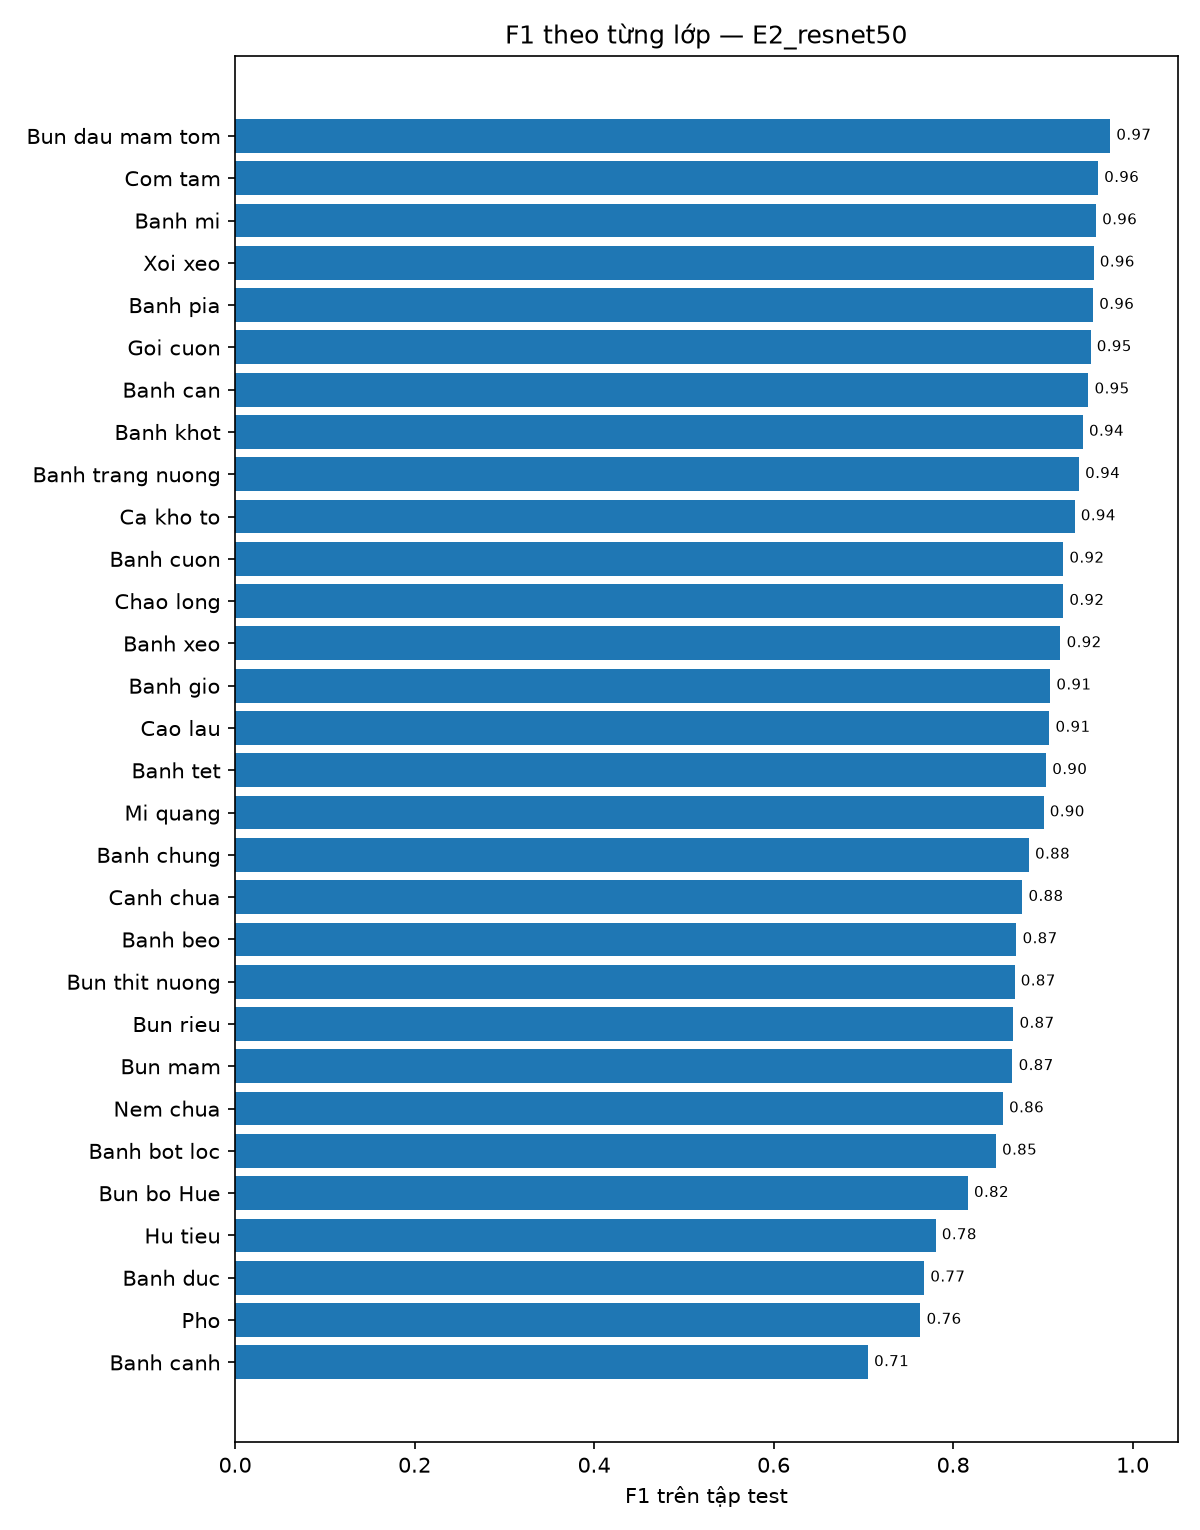 F1 theo từng lớp — E2_resnet50
Bun dau mam tom 0.97
Com tam 0.96
Banh mi 0.96
Xoi xeo 0.96
Banh pia 0.96
Goi cuon 0.95
Banh can 0.95
Banh khot 0.94
Banh trang nuong 0.94
Ca kho to 0.94
Banh cuon 0.92
Chao long 0.92
Banh xeo 0.92
Banh gio 0.91
Cao lau 0.91
Banh tet 0.90
Mi quang 0.90
Banh chung 0.88
Canh chua 0.88
Banh beo 0.87
Bun thit nuong 0.87
Bun rieu 0.87
Bun mam 0.87
Nem chua 0.86
Banh bot loc 0.85
Bun bo Hue 0.82
Hu tieu 0.78
Banh duc 0.77
Pho 0.76
Banh canh 0.71
0.0 0.2 0.4 0.6 0.8 1.0
F1 trên tập test